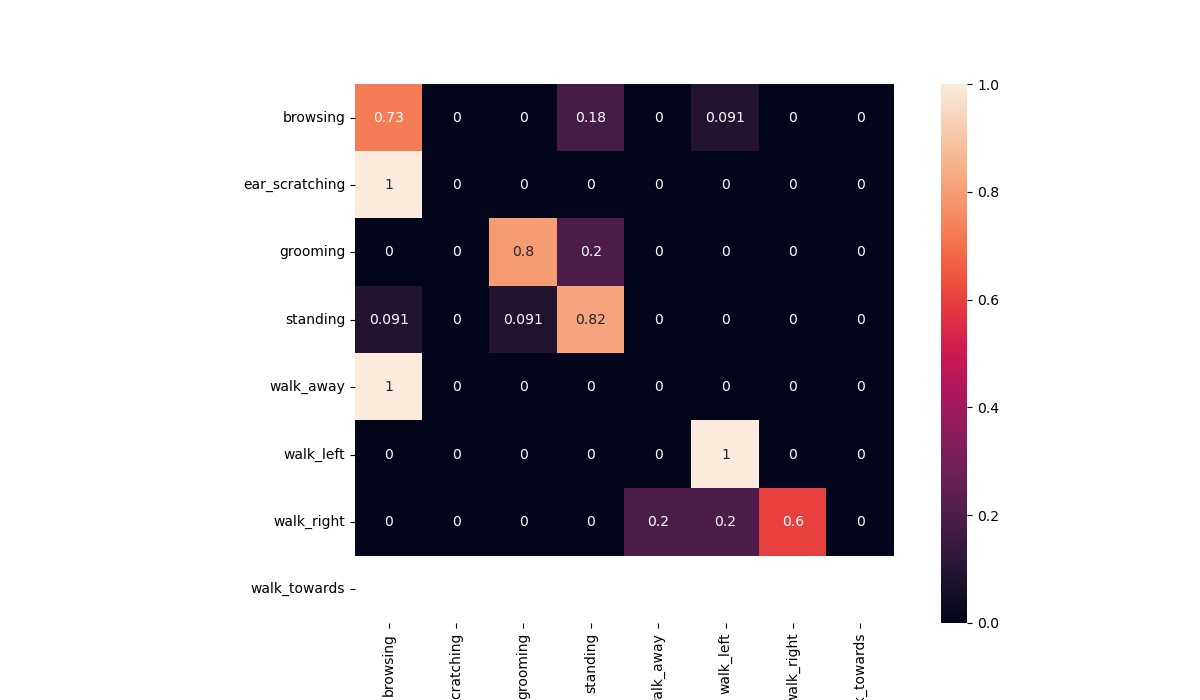 browsing 0.73 0 0 0.18 0 0.091 0 0 1.0
ear_scratching 1 0 0 0 0 0 0 0
0.8
grooming 0 0 0.8 0.2 0 0 0 0
standing 0.091 0 0.091 0.82 0 0 0 0 0.6
walk_away 1 0 0 0 0 0 0 0
0.4
walk_left 0 0 0 0 0 1 0 0
walk_right 0 0 0 0 0.2 0.2 0.6 0 0.2
walk_towards
0.0
browsing
cratching
grooming
standing
alk_away
walk_left
walk_right
_towards